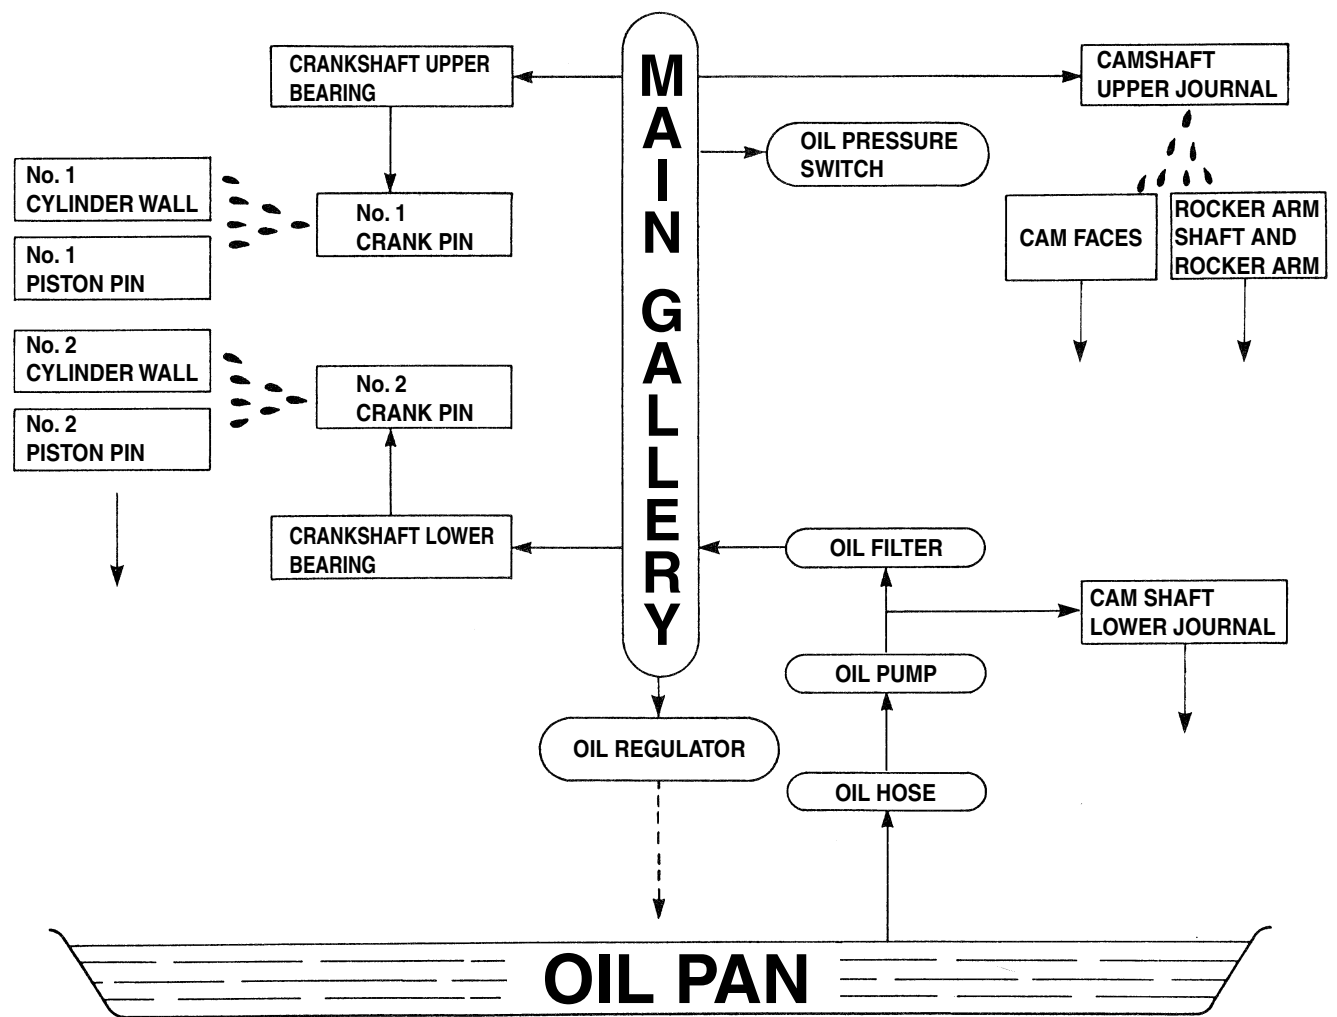 CRANKSHAFT UPPER
BEARING
No. 1
CYLINDER WALL
No. 1
PISTON PIN
No. 1
CRANK PIN
No. 2
CYLINDER WALL
No. 2
PISTON PIN
No. 2
CRANK PIN
CRANKSHAFT LOWER
BEARING
MAIN GALLERY
CAMSHAFT
UPPER JOURNAL
OIL PRESSURE
SWITCH
CAM FACES
ROCKER ARM
SHAFT AND
ROCKER ARM
OIL FILTER
CAM SHAFT
LOWER JOURNAL
OIL PUMP
OIL REGULATOR
OIL HOSE
OIL PAN